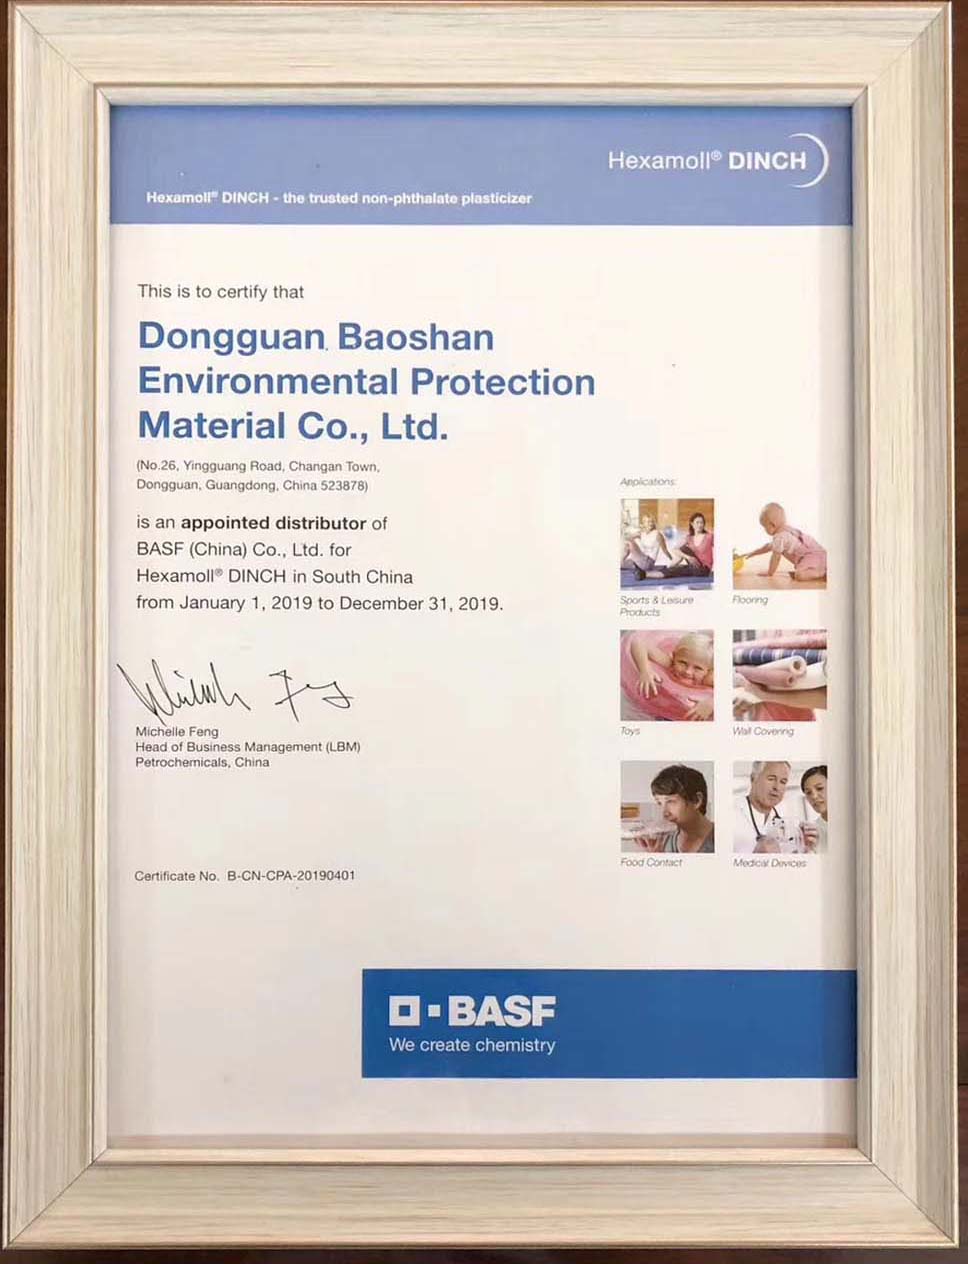 Hexamoll® DINCH
Hexamoll® DINCH - the trusted non-phthalate plasticizer
This is to certify that
Dongguan Baoshan
Environmental Protection
Material Co., Ltd.
(No.26, Yingguang Road, Changan Town,
Dongguan, Guangdong, China 523878)
is an appointed distributor of
BASF (China) Co., Ltd. for
Hexamoll® DINCH in South China
from January 1, 2019 to December 31, 2019.
Michelle Feng
Head of Business Management (LBM)
Petrochemicals, China
Certificate No. B-CN-CPA-20190401
Applications:
Sports & Leisure
Products
Flooring
Toys
Wall Covering
Food Contact
Medical Devices
BASF
We create chemistry